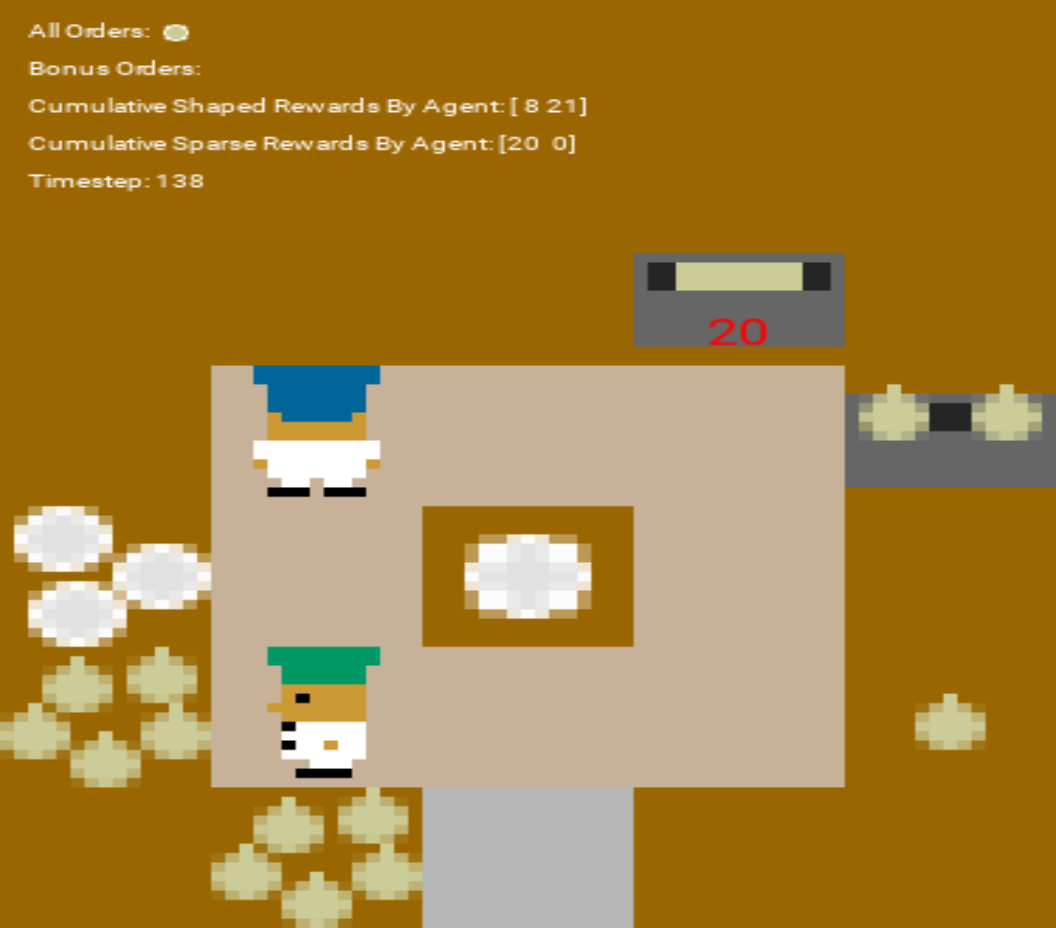 All Orders:
Bonus Orders:
Cumulative Shaped Rewards By Agent: [ 8 21]
Cumulative Sparse Rewards By Agent: [20  0]
Timestep: 138
20